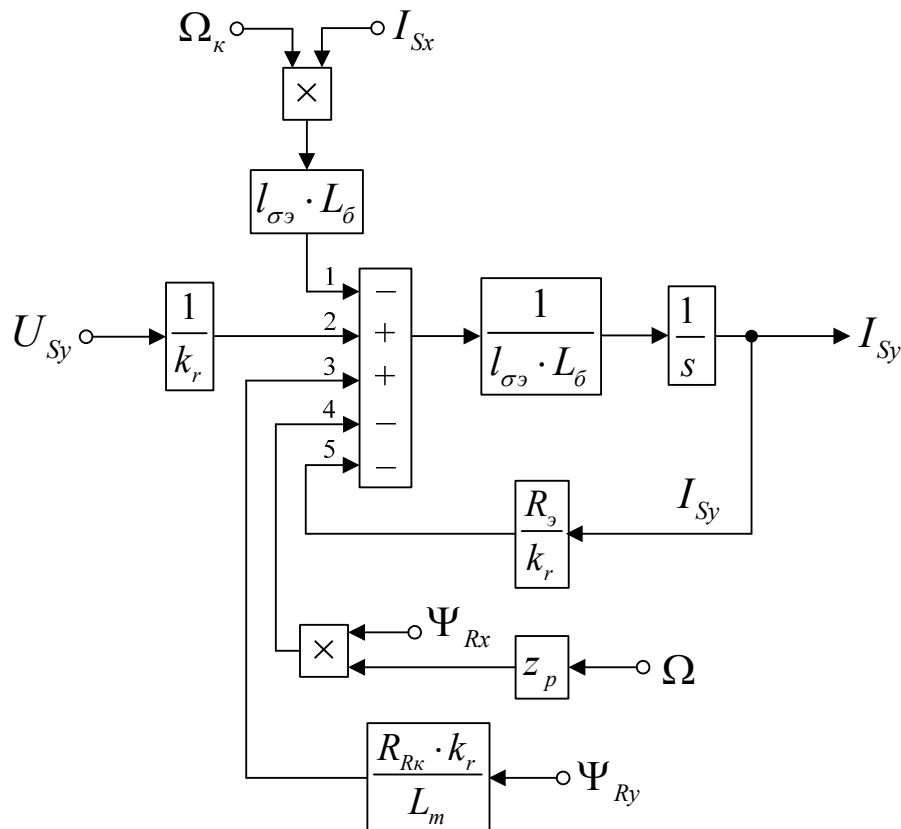 Ω_к I_Sx
×
l_σэ · L_б
1 −
U_Sy 1/k_r 2 + 1/(l_σэ · L_б) 1/s I_Sy
3 +
4 −
5 −
R_э/k_r I_Sy
× Ψ_Rx
z_p Ω
(R_Rк · k_r)/L_m Ψ_Ry